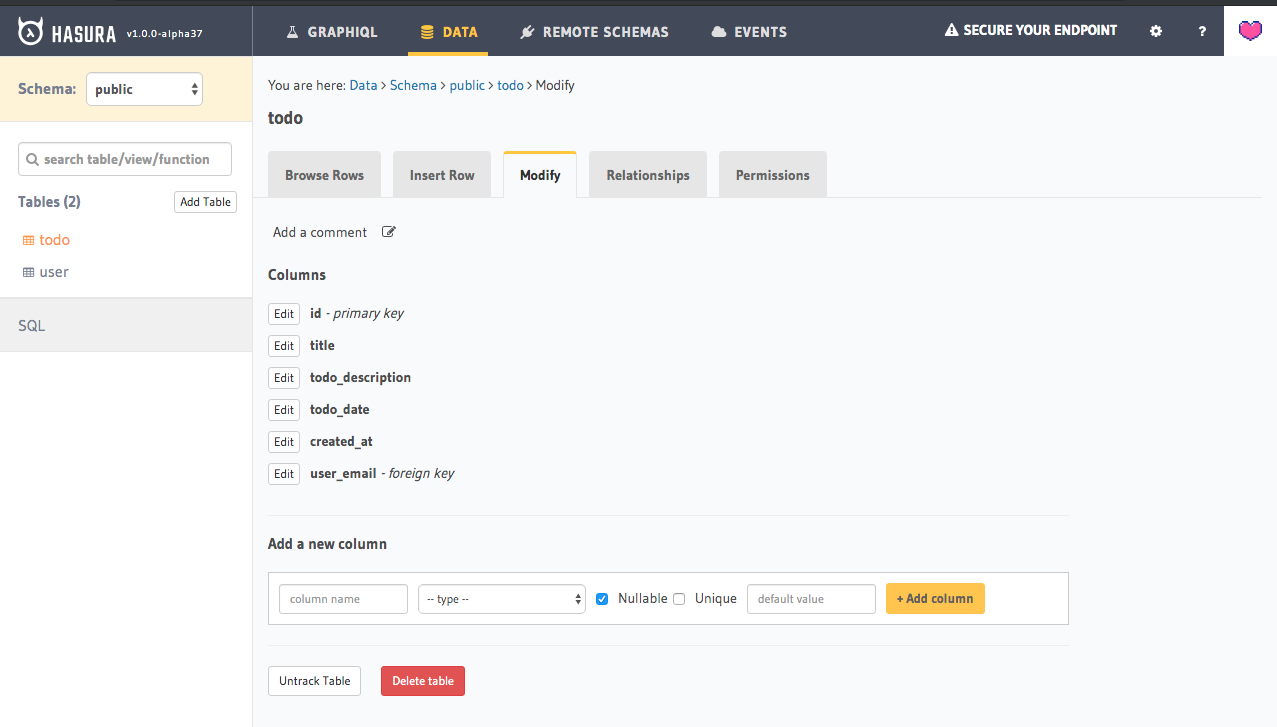 HASURA v1.0.0-alpha37
GRAPHIQL DATA REMOTE SCHEMAS EVENTS
SECURE YOUR ENDPOINT ?
Schema: public
search table/view/function
Tables (2) Add Table
todo
user
SQL
You are here: Data > Schema > public > todo > Modify
todo
Browse Rows Insert Row Modify Relationships Permissions
Add a comment
Columns
Edit id - primary key
Edit title
Edit todo_description
Edit todo_date
Edit created_at
Edit user_email - foreign key
Add a new column
column name -- type -- Nullable Unique default value + Add column
Untrack Table Delete table